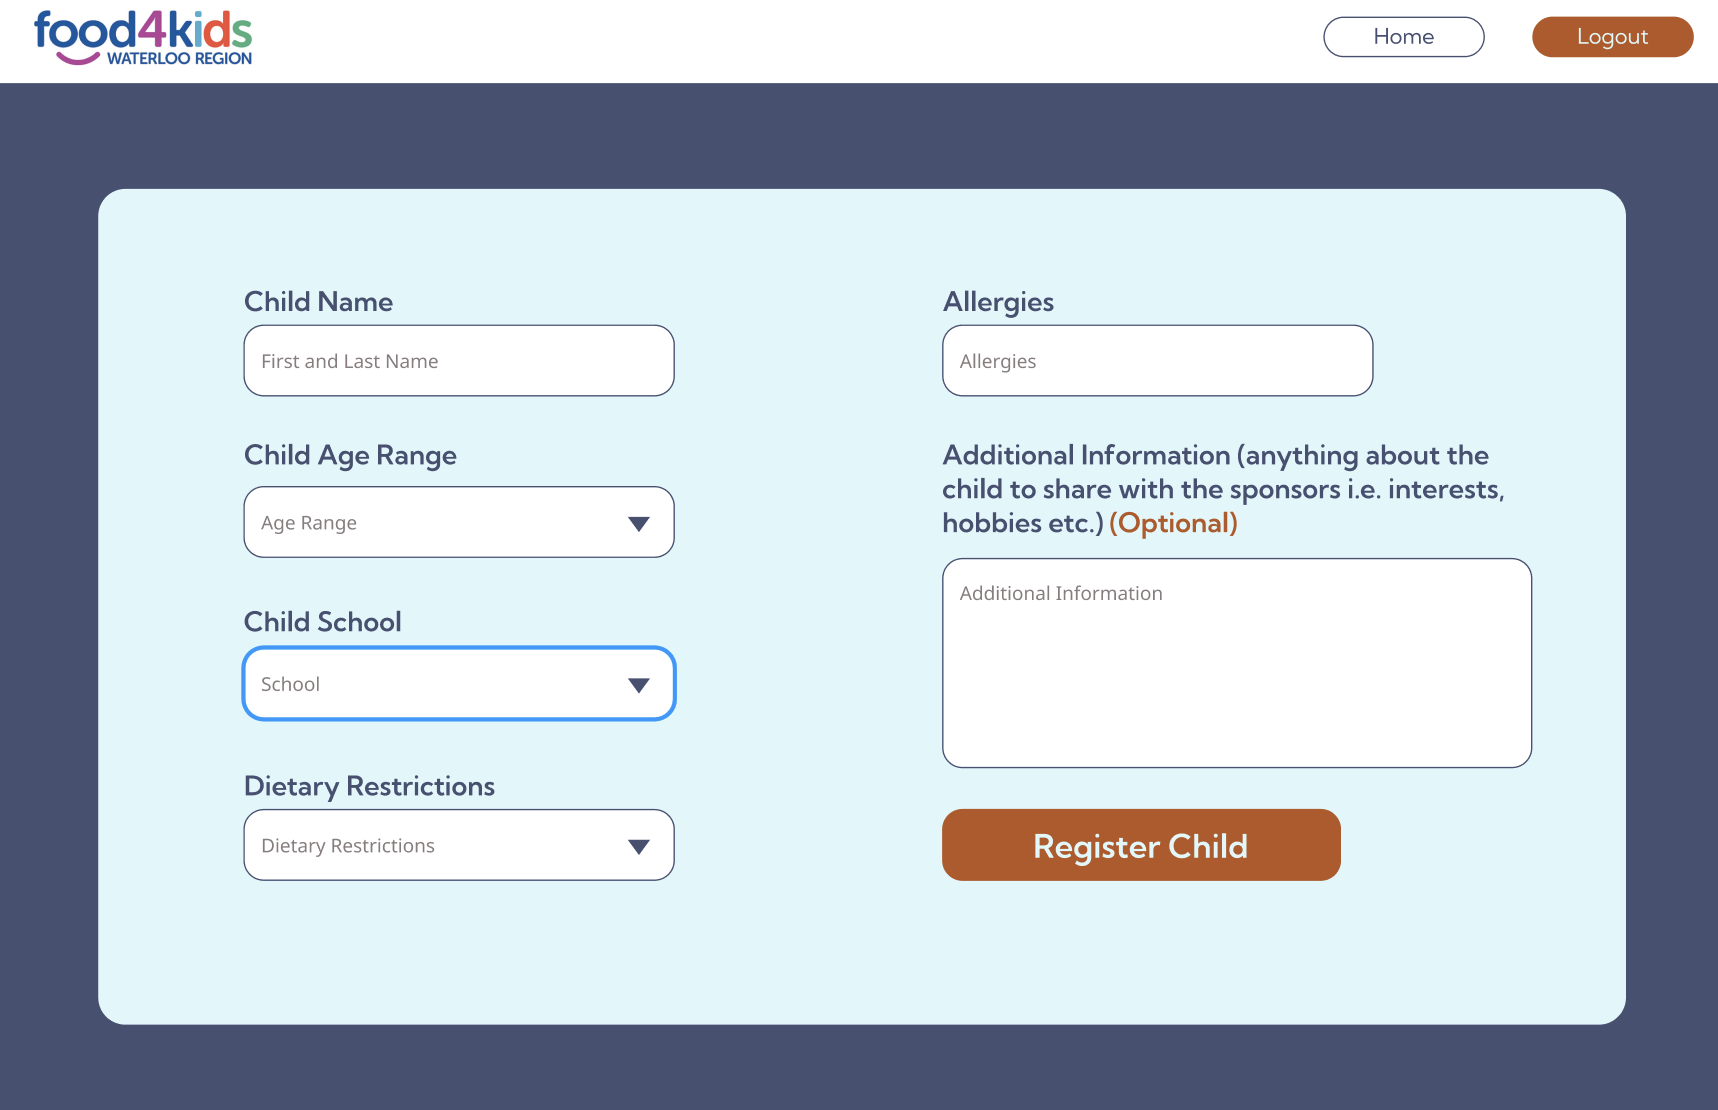 food4kids
WATERLOO REGION
Home
Logout
Child Name
First and Last Name
Child Age Range
Age Range
Child School
School
Dietary Restrictions
Dietary Restrictions
Allergies
Allergies
Additional Information (anything about the
child to share with the sponsors i.e. interests,
hobbies etc.) (Optional)
Additional Information
Register Child